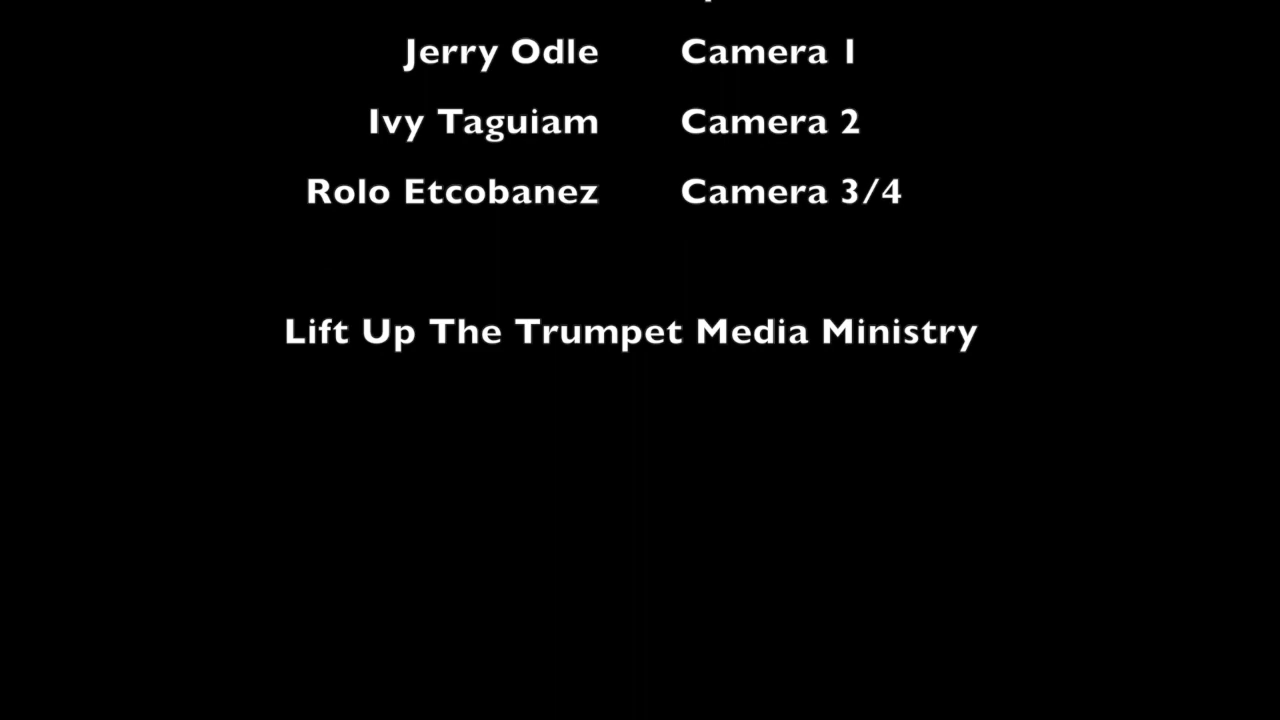 Jerry Odle Camera 1
Ivy Taguiam Camera 2
Rolo Etcobanez Camera 3/4
Lift Up The Trumpet Media Ministry